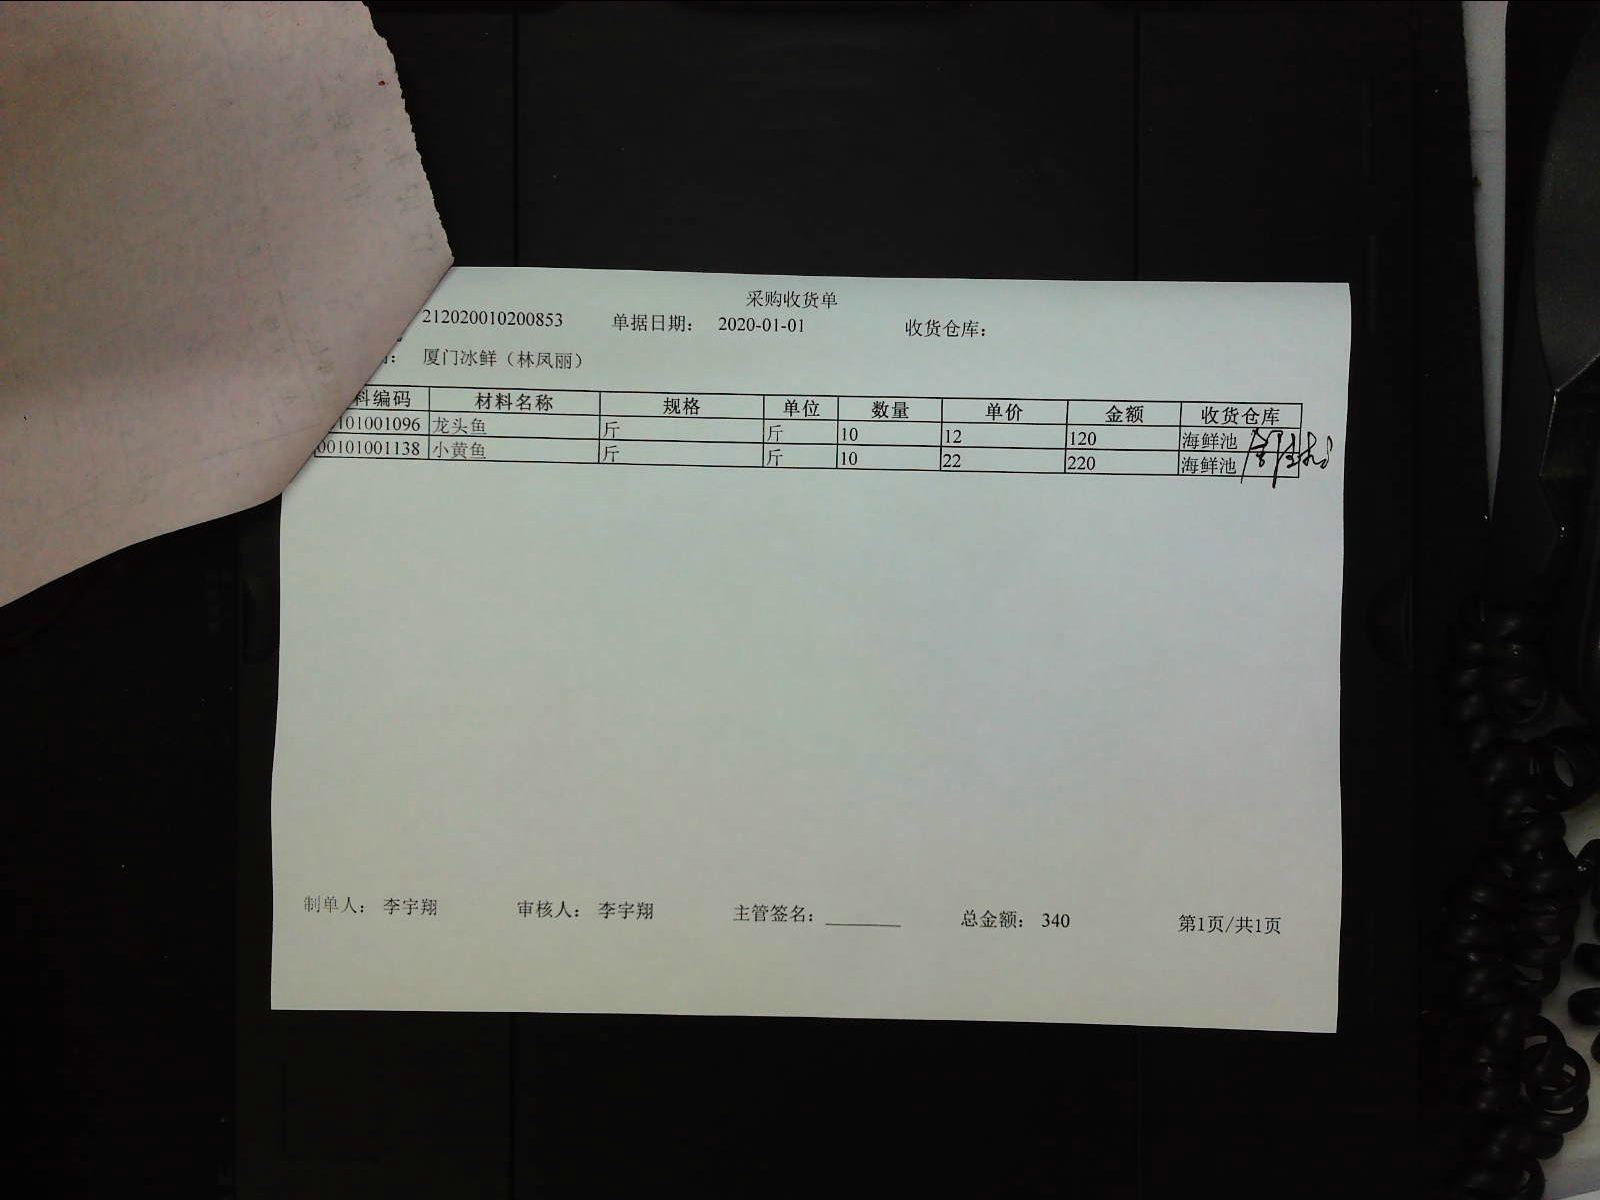 采购收货单
212020010200853 单据日期： 2020-01-01 收货仓库：
： 厦门冰鲜（林凤丽）
料编码 材料名称 规格 单位 数量 单价 金额 收货仓库
101001096 龙头鱼 斤 斤 10 12 120 海鲜池
00101001138 小黄鱼 斤 斤 10 22 220 海鲜池
制单人： 李宇翔 审核人： 李宇翔 主管签名： 总金额： 340 第1页/共1页